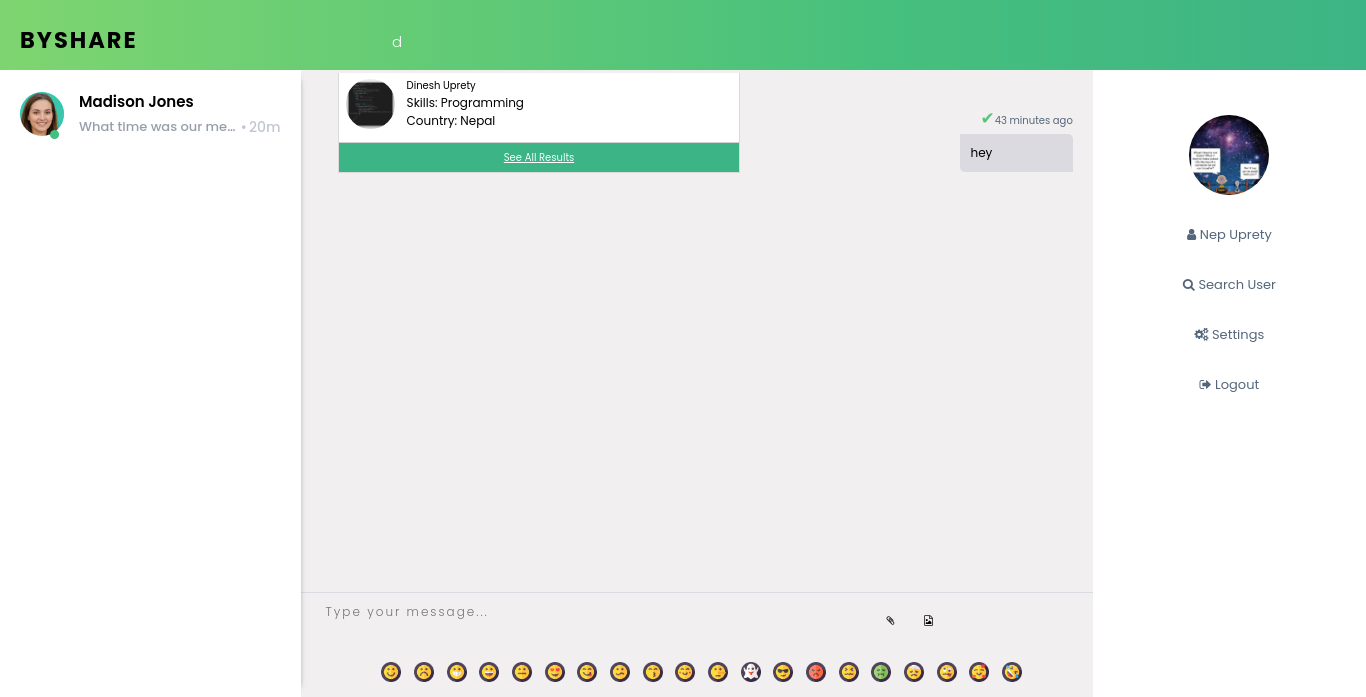 BYSHARE
d
Madison Jones
What time was our me... • 20m
Dinesh Uprety
Skills: Programming
Country: Nepal
See All Results
✔43 minutes ago
hey
Nep Uprety
Search User
Settings
Logout
Type your message...